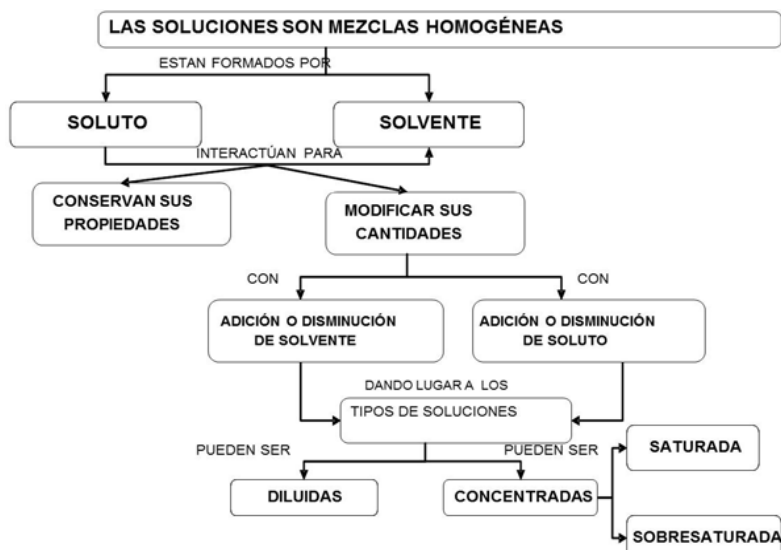 LAS SOLUCIONES SON MEZCLAS HOMOGÉNEAS
ESTAN FORMADOS POR
SOLUTO
SOLVENTE
INTERACTÚAN PARA
CONSERVAN SUS
PROPIEDADES
MODIFICAR SUS
CANTIDADES
CON
CON
ADICIÓN O DISMINUCIÓN
DE SOLVENTE
ADICIÓN O DISMINUCIÓN
DE SOLUTO
DANDO LUGAR A LOS
TIPOS DE SOLUCIONES
PUEDEN SER
PUEDEN SER
DILUIDAS
CONCENTRADAS
SATURADA
SOBRESATURADA